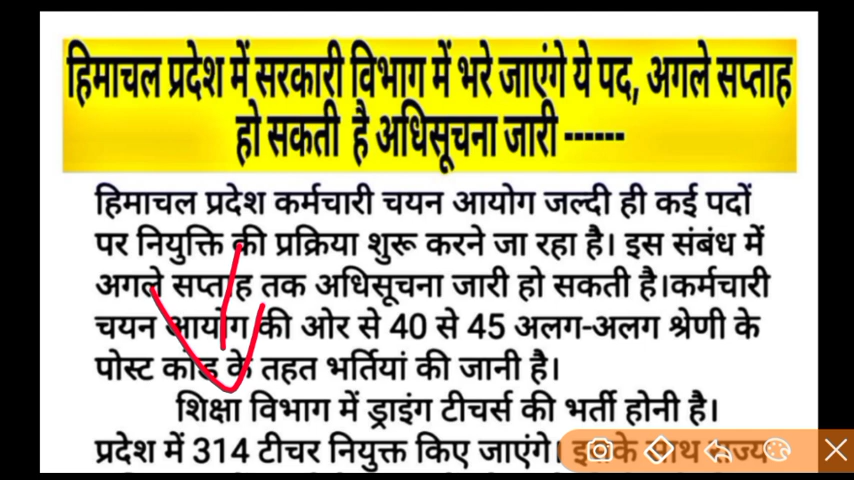 हिमाचल प्रदेश में सरकारी विभाग में भरे जाएंगे ये पद, अगले सप्ताह
हो सकती है अधिसूचना जारी ------
हिमाचल प्रदेश कर्मचारी चयन आयोग जल्दी ही कई पदों
पर नियुक्ति की प्रक्रिया शुरू करने जा रहा है। इस संबंध में
अगले सप्ताह तक अधिसूचना जारी हो सकती है।कर्मचारी
चयन आयोग की ओर से 40 से 45 अलग-अलग श्रेणी के
पोस्ट कोड के तहत भर्तियां की जानी है।
शिक्षा विभाग में ड्राइंग टीचर्स की भर्ती होनी है।
प्रदेश में 314 टीचर नियुक्त किए जाएंगे। इसके साथ राज्य